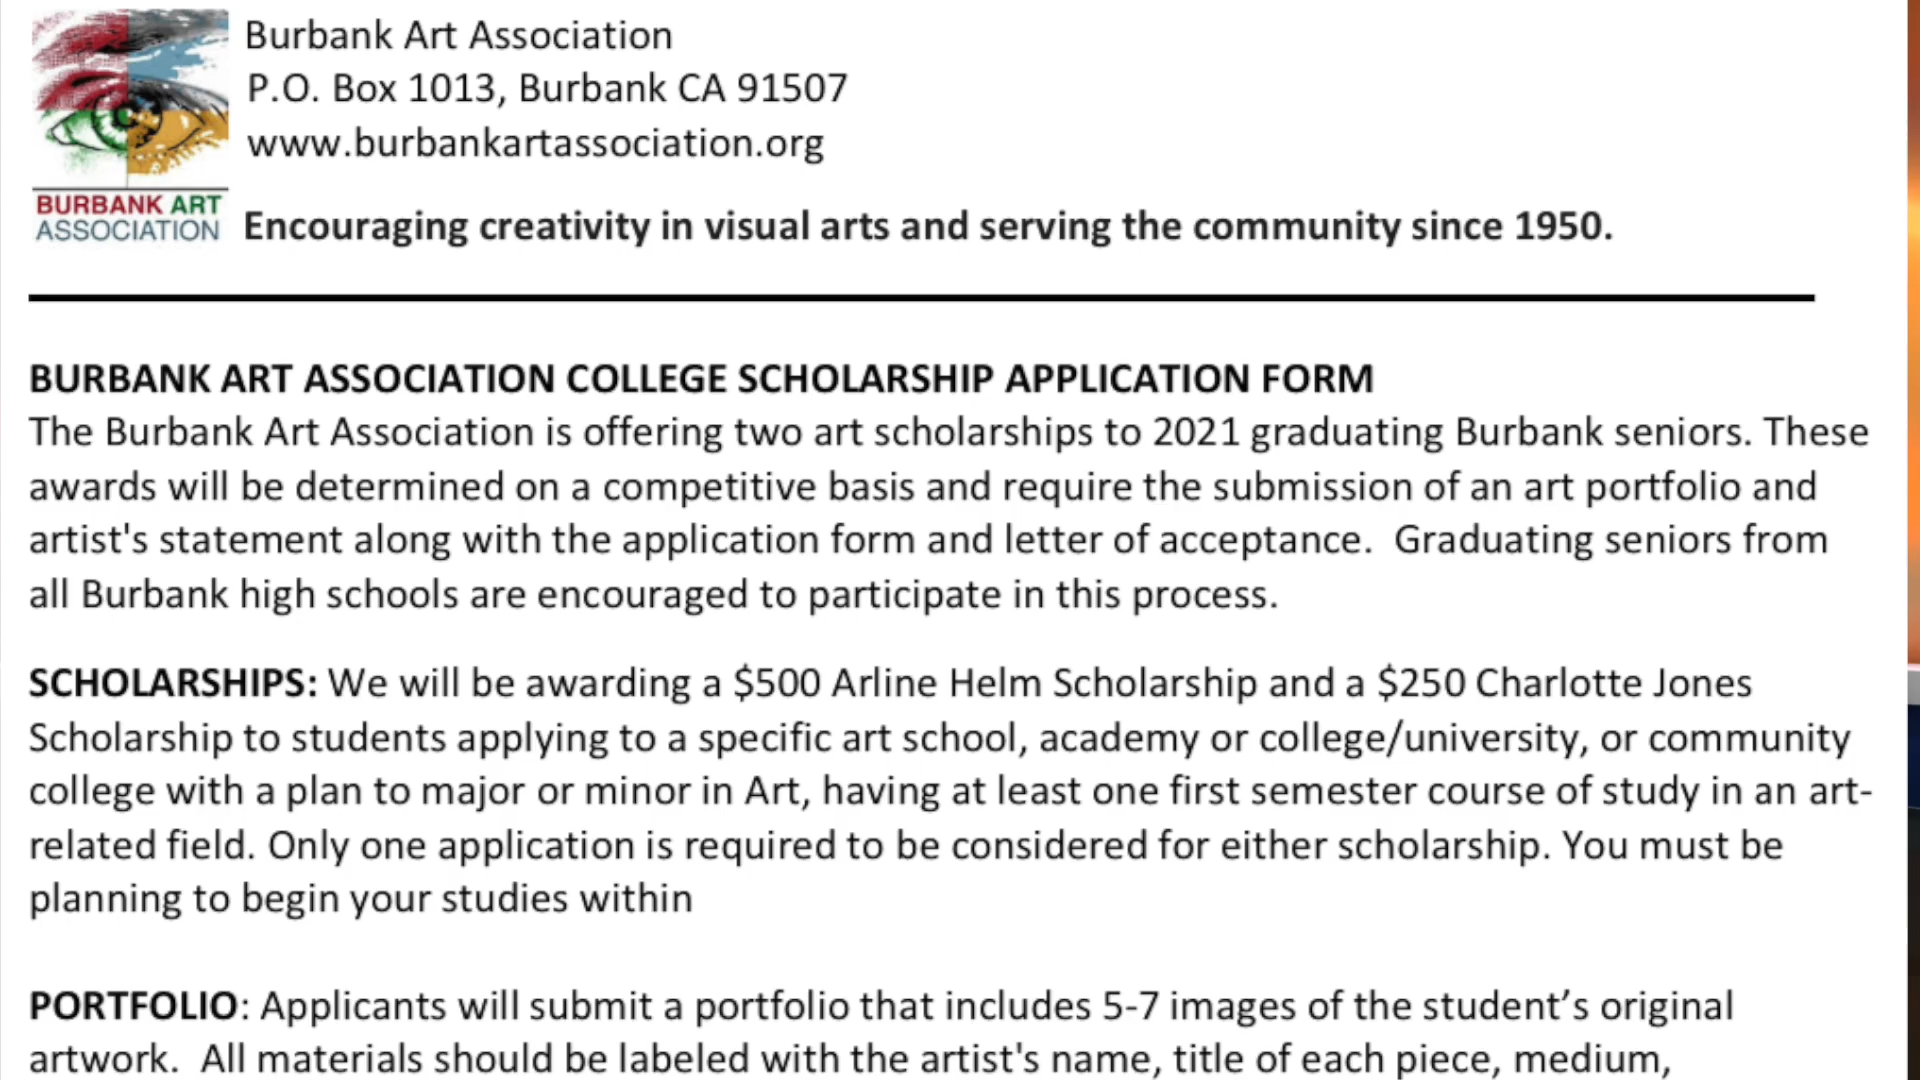 Burbank Art Association
P.O. Box 1013, Burbank CA 91507
www.burbankartassociation.org
BURBANK ART
ASSOCIATION
Encouraging creativity in visual arts and serving the community since 1950.
BURBANK ART ASSOCIATION COLLEGE SCHOLARSHIP APPLICATION FORM
The Burbank Art Association is offering two art scholarships to 2021 graduating Burbank seniors. These
awards will be determined on a competitive basis and require the submission of an art portfolio and
artist's statement along with the application form and letter of acceptance.  Graduating seniors from
all Burbank high schools are encouraged to participate in this process.
SCHOLARSHIPS: We will be awarding a $500 Arline Helm Scholarship and a $250 Charlotte Jones
Scholarship to students applying to a specific art school, academy or college/university, or community
college with a plan to major or minor in Art, having at least one first semester course of study in an art-
related field. Only one application is required to be considered for either scholarship. You must be
planning to begin your studies within
PORTFOLIO: Applicants will submit a portfolio that includes 5-7 images of the student’s original
artwork.  All materials should be labeled with the artist's name, title of each piece, medium,